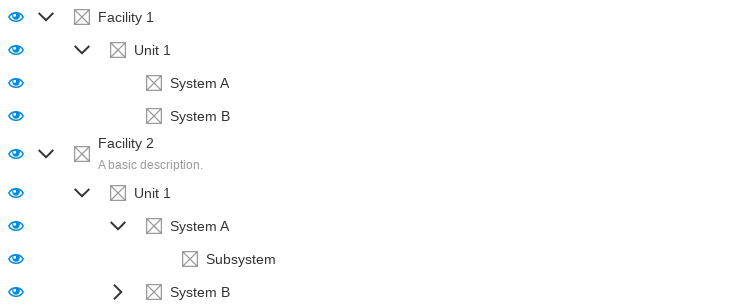 Facility 1
Unit 1
System A
System B
Facility 2
A basic description.
Unit 1
System A
Subsystem
System B